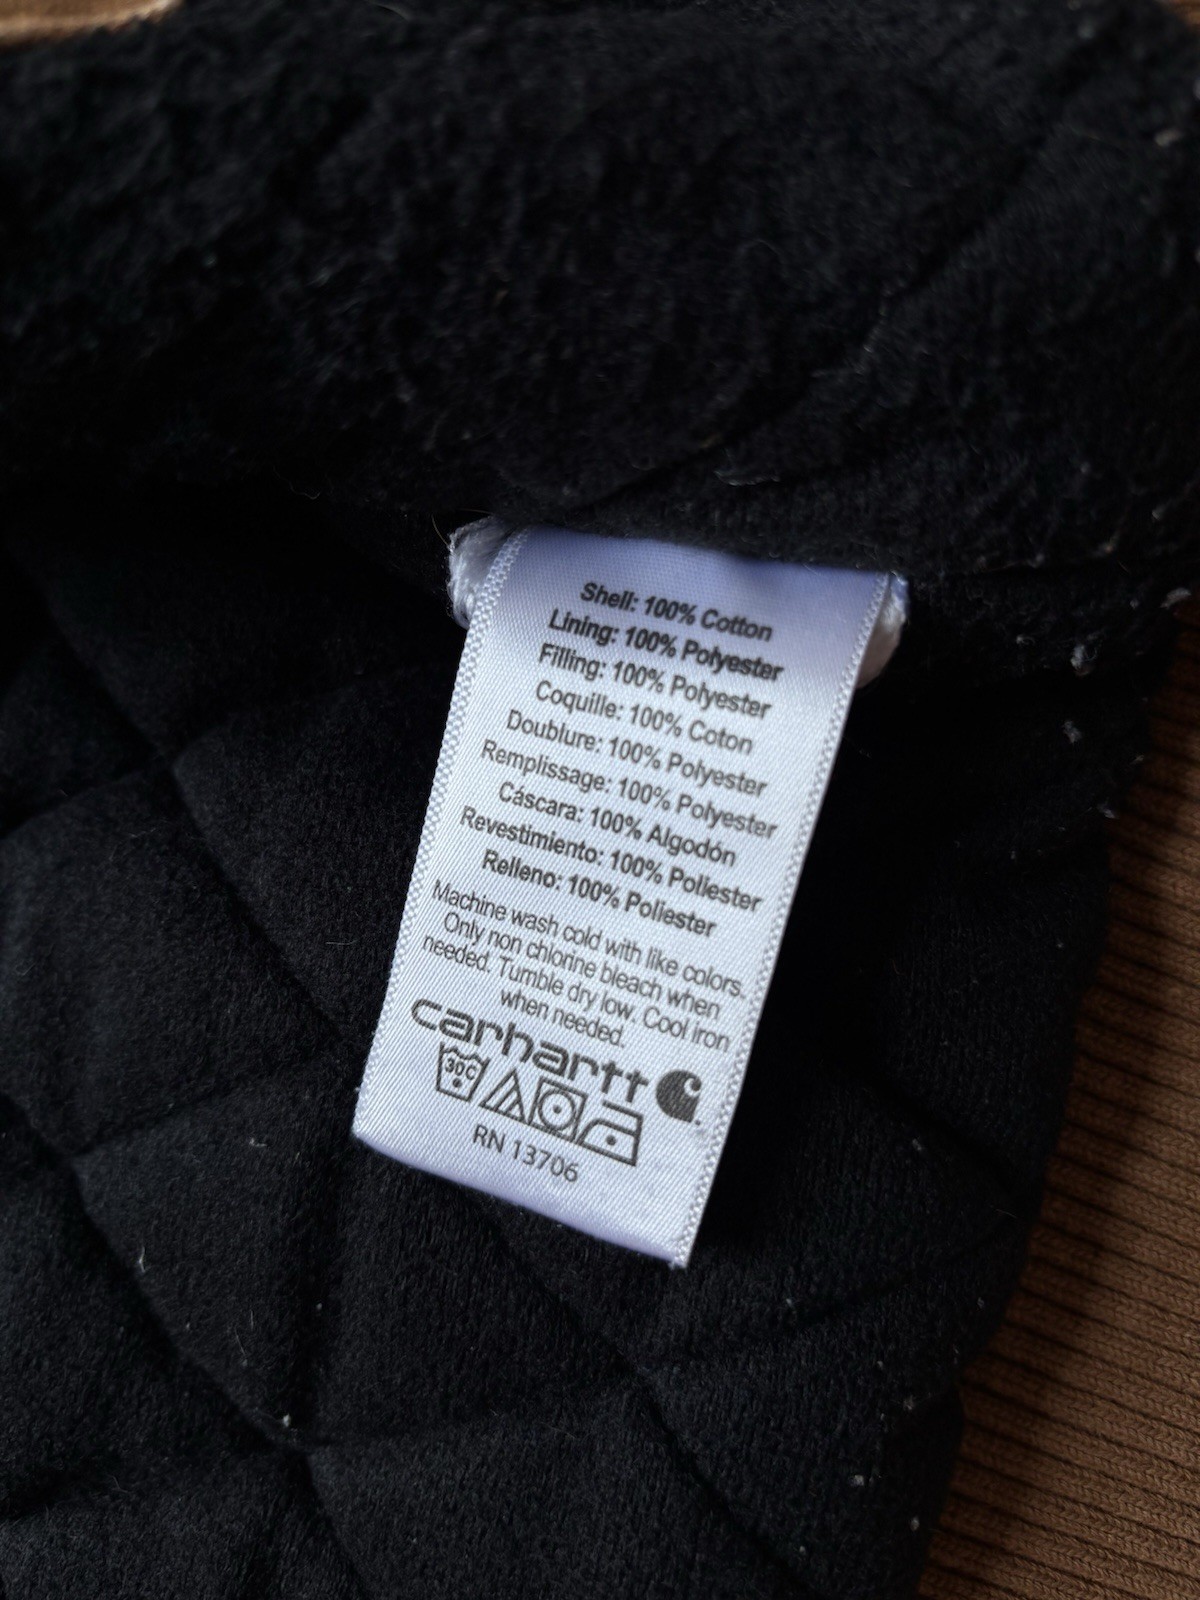 Shell: 100% Cotton
Lining: 100% Polyester
Filling: 100% Polyester
Coquille: 100% Coton
Doublure: 100% Polyester
Remplissage: 100% Polyester
Cáscara: 100% Algodón
Revestimiento: 100% Poliester
Relleno: 100% Poliester
Machine wash cold with like colors.
Only non chlorine bleach when
needed. Tumble dry low. Cool iron
when needed.
carhartt
30C
RN 13706